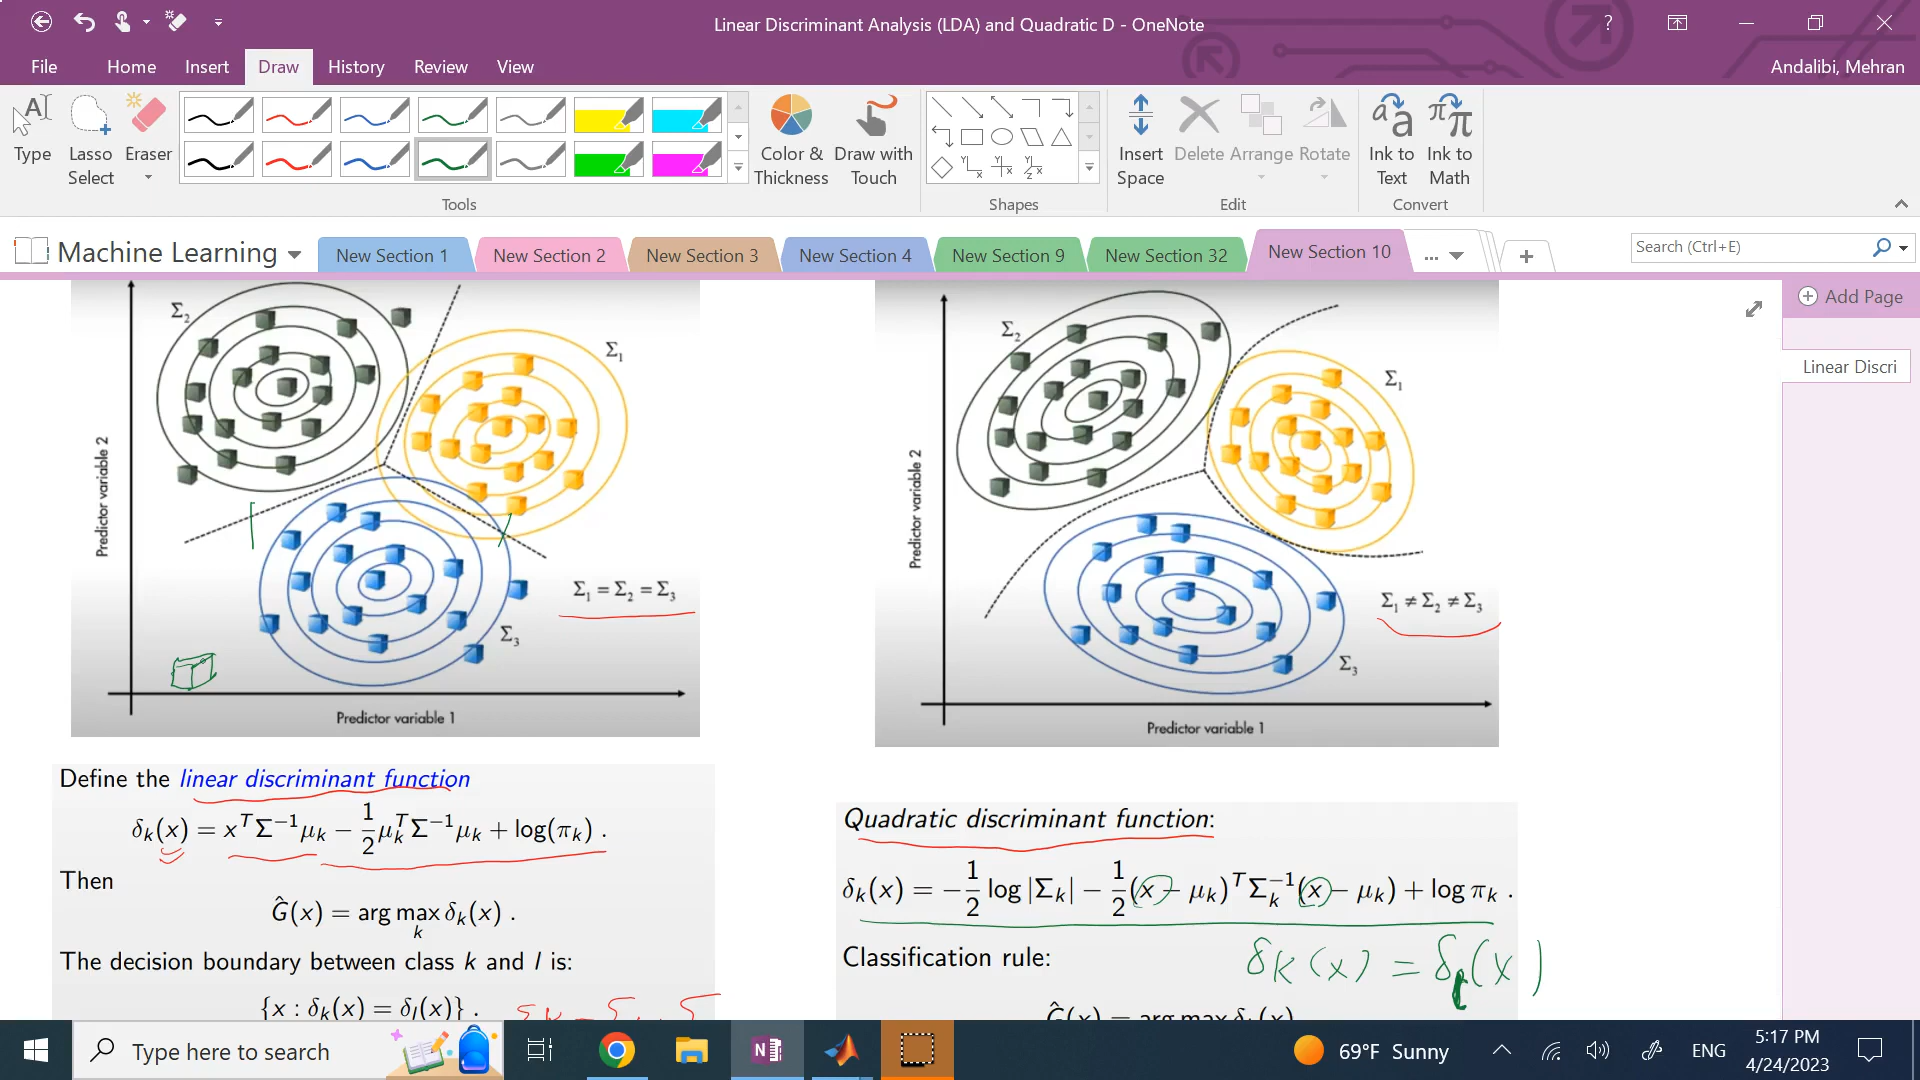 Linear Discriminant Analysis (LDA) and Quadratic D - OneNote
?
File Home Insert Draw History Review View
Andalibi, Mehran
Type
Lasso Select
Eraser
Color & Thickness
Draw with Touch
Insert Space
Delete
Arrange
Rotate
Ink to Text
Ink to Math
Tools
Shapes
Edit
Convert
Machine Learning
New Section 1
New Section 2
New Section 3
New Section 4
New Section 9
New Section 32
New Section 10
...
Search (Ctrl+E)
Add Page
Linear Discri
Σ₂
Σ₁
Predictor variable 2
Σ₁ = Σ₂ = Σ₃
Σ₃
Predictor variable 1
Σ₂
Σ₁
Predictor variable 2
Σ₁ ≠ Σ₂ ≠ Σ₃
Σ₃
Predictor variable 1
Define the linear discriminant function
δₖ(x) = xᵀΣ⁻¹μₖ − 1/2 μₖᵀΣ⁻¹μₖ + log(πₖ) .
Then
Ĝ(x) = arg max δₖ(x) .
k
The decision boundary between class k and l is:
{x : δₖ(x) = δₗ(x)} .
Quadratic discriminant function:
δₖ(x) = −1/2 log |Σₖ| − 1/2 (x − μₖ)ᵀΣₖ⁻¹(x − μₖ) + log πₖ .
Classification rule:
δₖ(x) = δₗ(x)
Ĝ(x) = arg max δₖ(x)
Type here to search
69°F Sunny
ENG
5:17 PM
4/24/2023